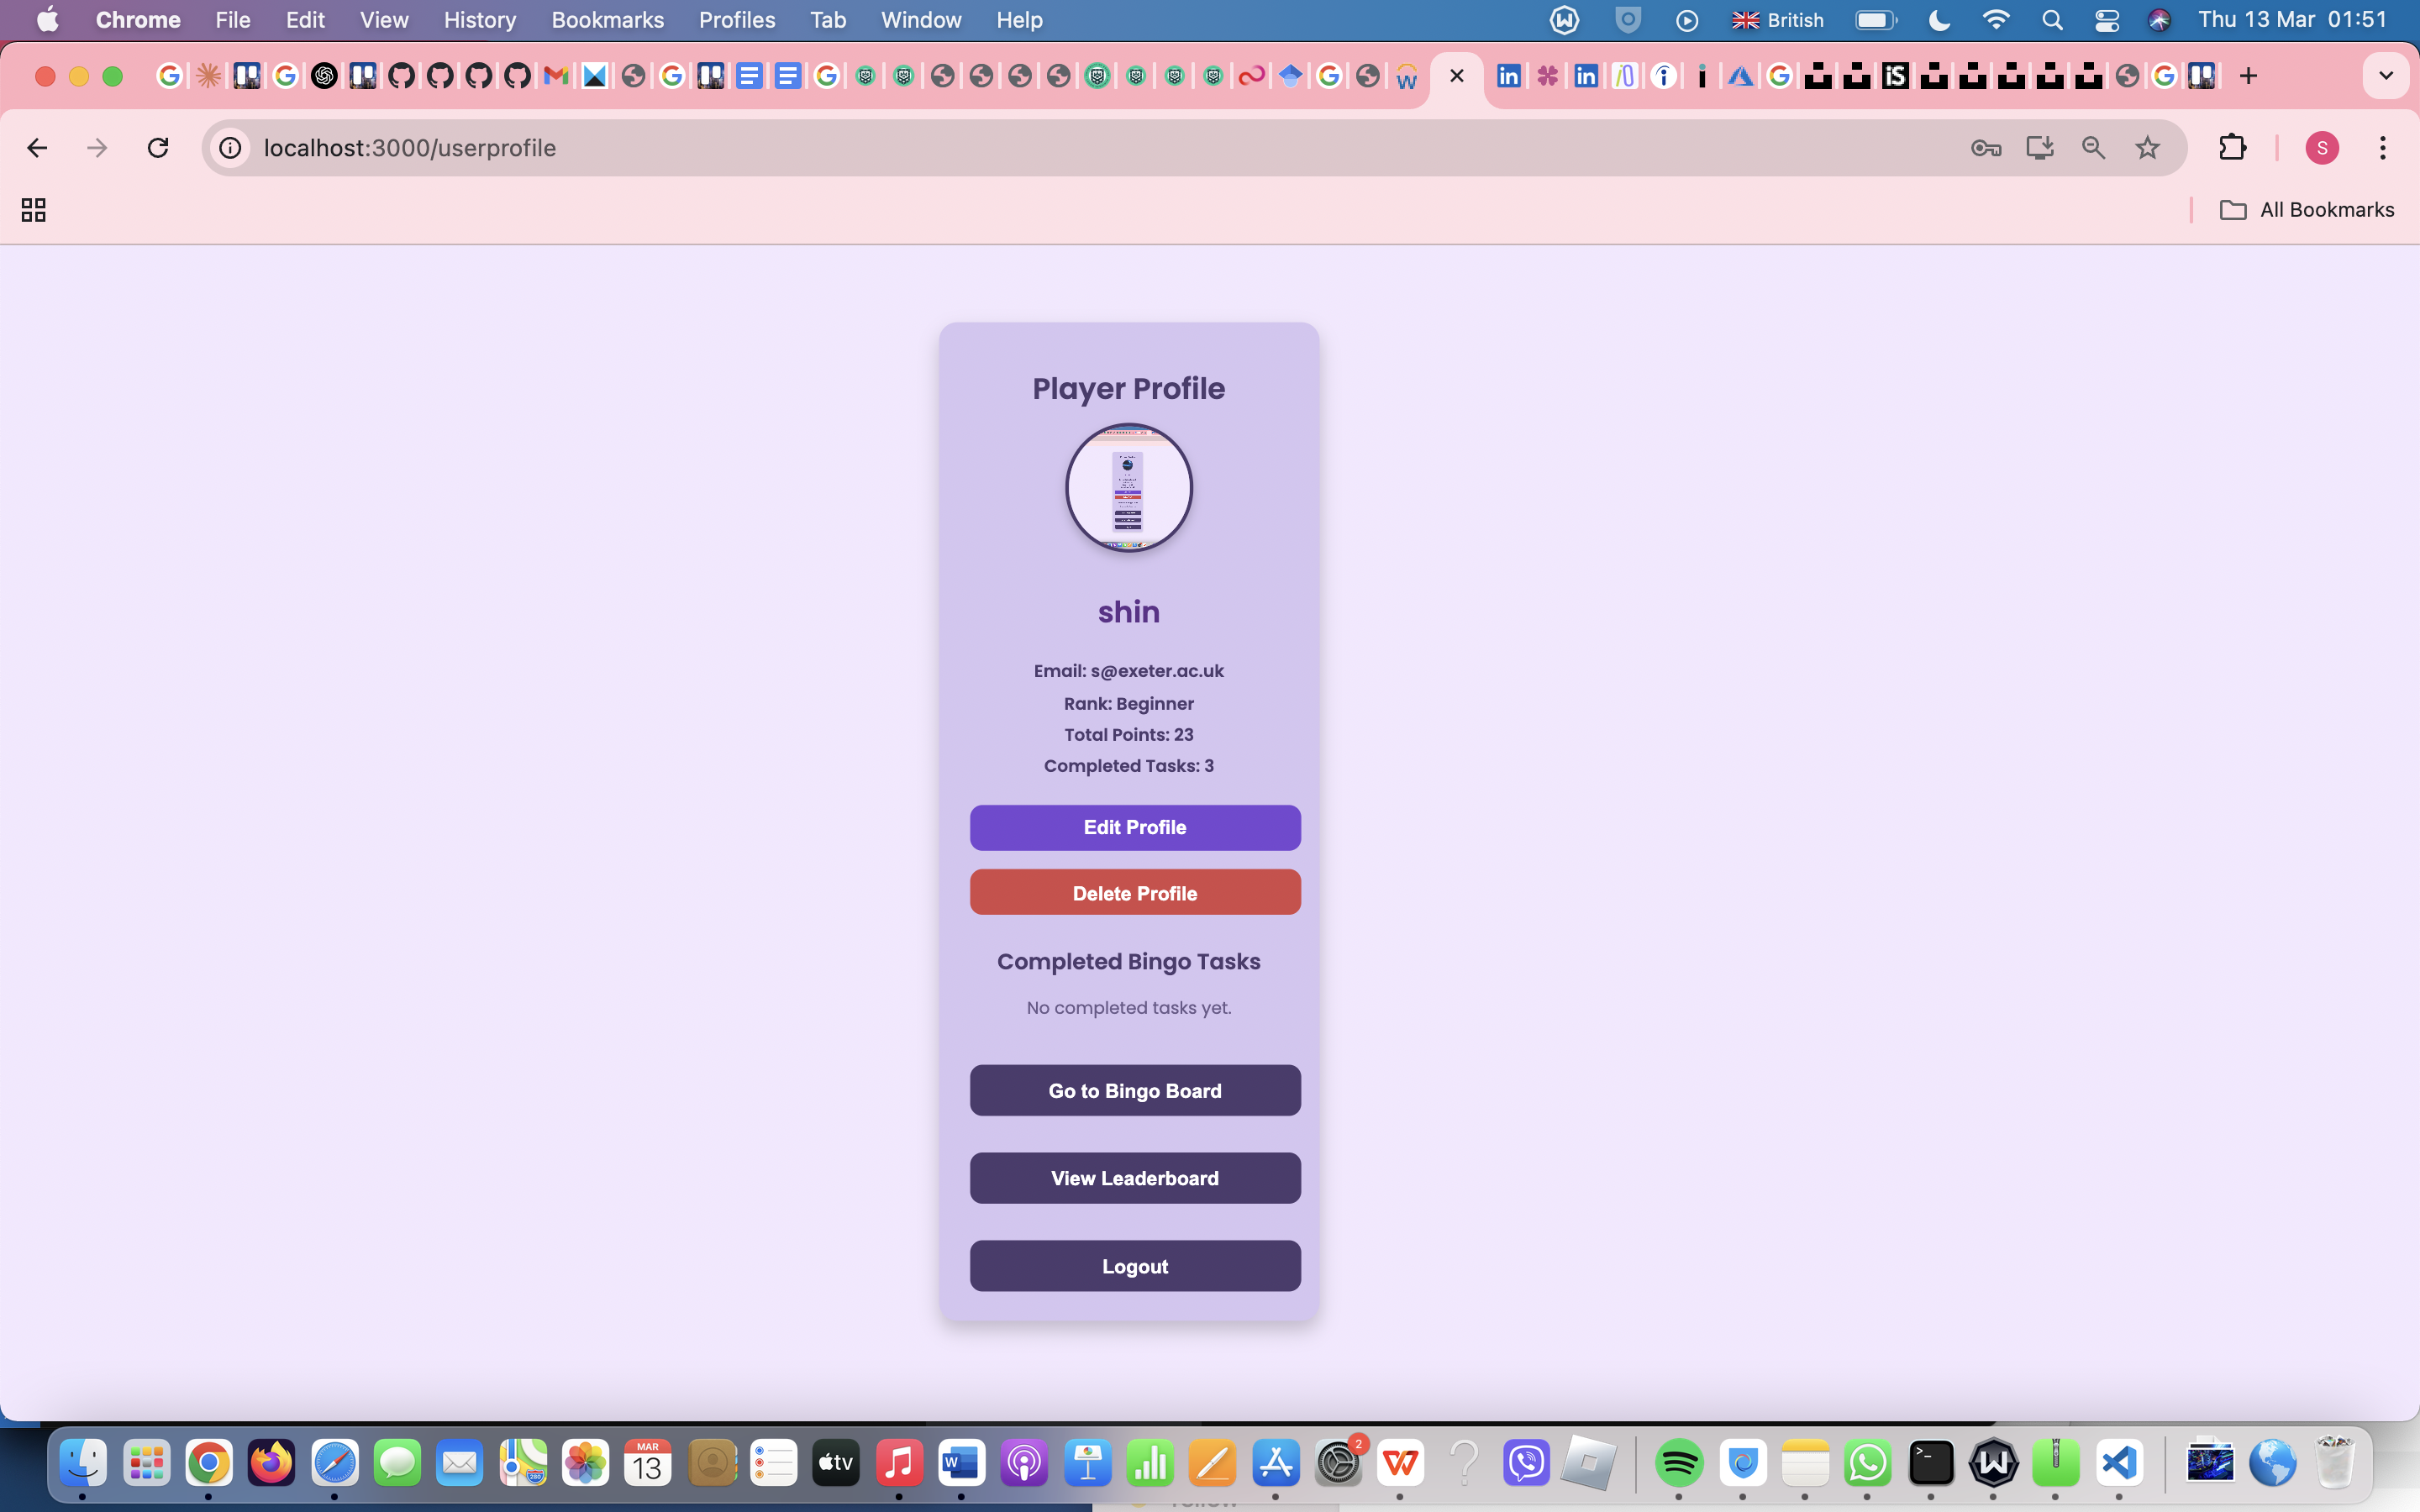 Chrome File Edit View History Bookmarks Profiles Tab Window Help British Thu 13 Mar 01:51
localhost:3000/userprofile
S
All Bookmarks
Player Profile
shin
Email: s@exeter.ac.uk
Rank: Beginner
Total Points: 23
Completed Tasks: 3
Edit Profile
Delete Profile
Completed Bingo Tasks
No completed tasks yet.
Go to Bingo Board
View Leaderboard
Logout
MAR
13
tv
2